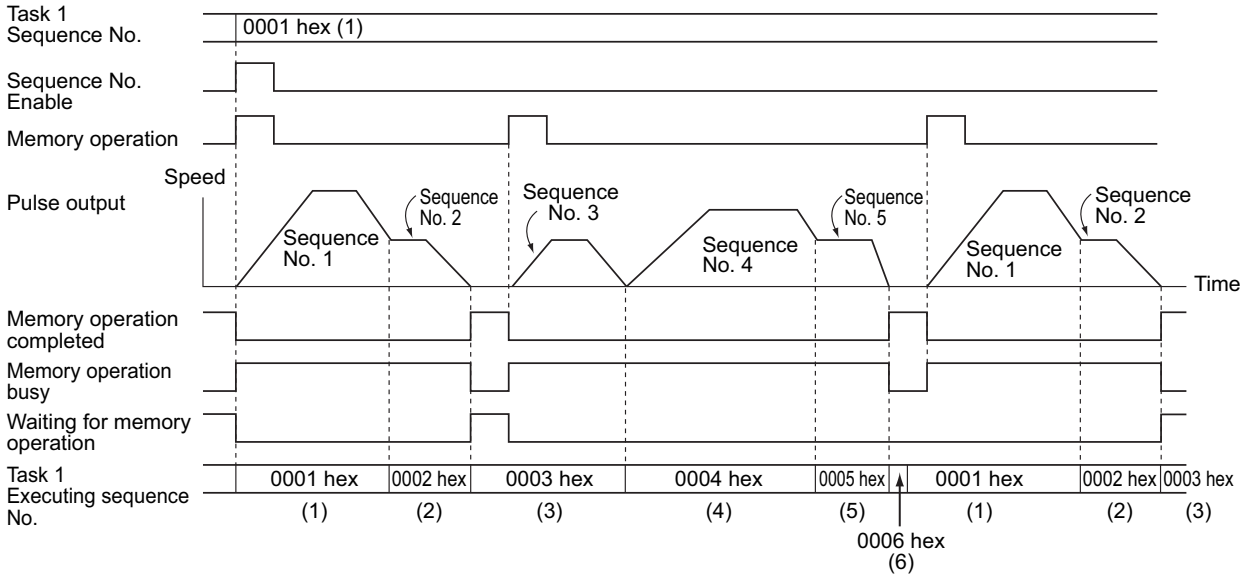 Task 1
Sequence No.
0001 hex (1)
Sequence No.
Enable
Memory operation
Speed
Pulse output
Sequence
No. 1
Sequence
No. 2
Sequence
No. 3
Sequence
No. 4
Sequence
No. 5
Sequence
No. 1
Sequence
No. 2
Time
Memory operation
completed
Memory operation
busy
Waiting for memory
operation
Task 1
Executing sequence
No.
0001 hex
0002 hex
0003 hex
0004 hex
0005 hex
0001 hex
0002 hex
0003 hex
(1)
(2)
(3)
(4)
(5)
(1)
(2)
(3)
0006 hex
(6)